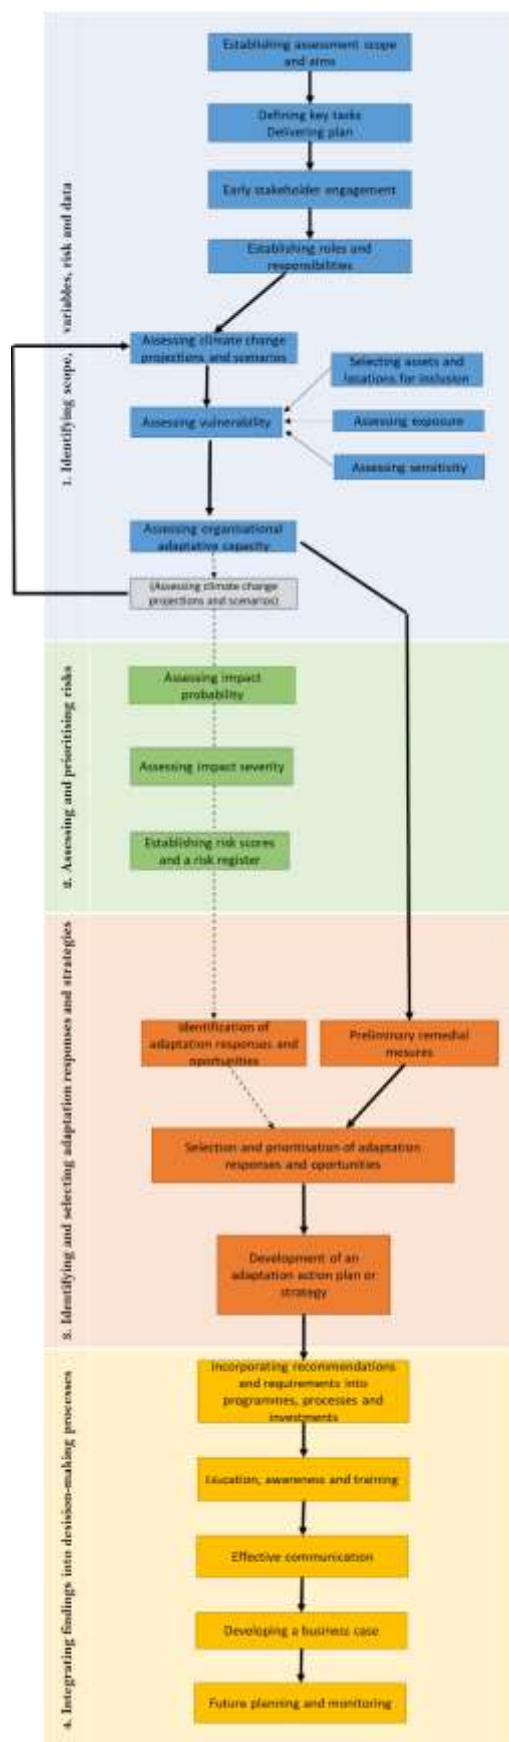 1. Identifying scope, variables, risk and data
Establishing assessment scope
and aims
Defining key tasks
Delivering plan
Early stakeholder engagement
Establishing roles and
responsibilities
Assessing climate change
projections and scenarios
Selecting assets and
locations for inclusion
Assessing vulnerability
Assessing exposure
Assessing sensitivity
Assessing organisational
adaptative capacity
(Assessing climate change
projections and scenarios)
2. Assessing and prioritising risks
Assessing impact
probability
Assessing impact severity
Establishing risk scores
and a risk register
3. Identifying and selecting adaptation responses and strategies
Identification of
adaptation responses and
oportunities
Preliminary remedial
mesures
Selection and prioritisation of adaptation
responses and oportunities
Development of an
adaptation action plan or
strategy
4. Integrating findings into desision-making processes
Incorporating recommendations
and requirements into
programmes, processes and
investments
Eaucation, awareness and training
Effective communication
Developing a business case
Future planning and monitoring